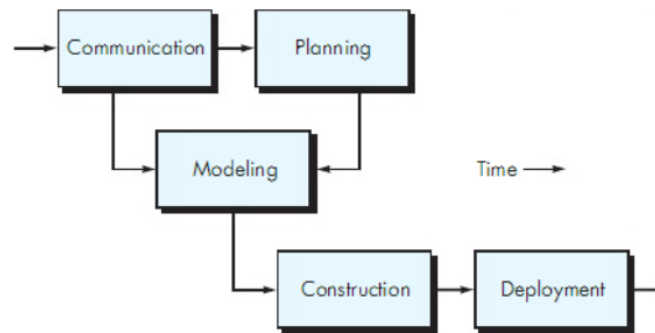 Communication
Planning
Modeling
Time
Construction
Deployment